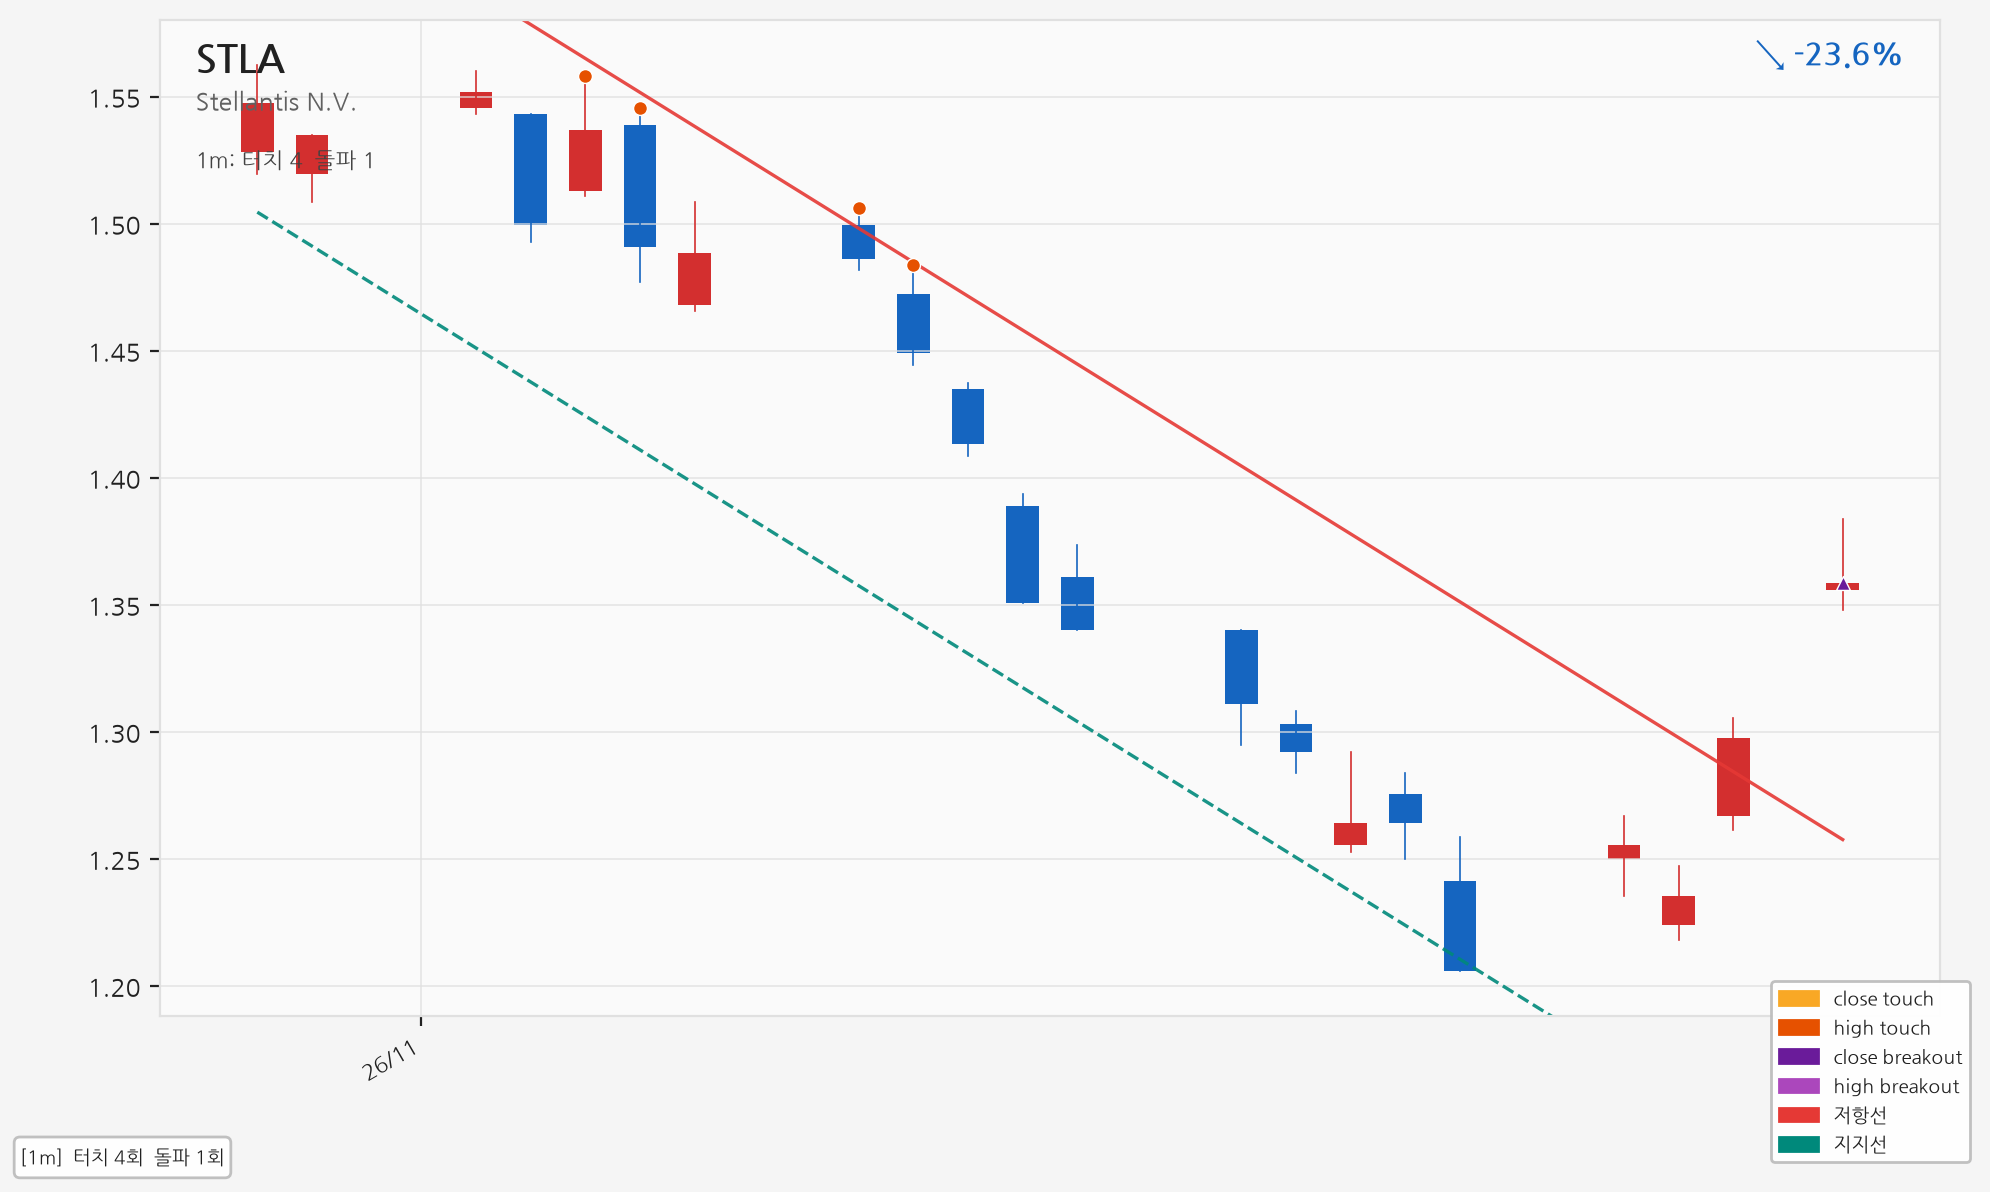 STLA
Stellantis N.V.
1m: 터치 4  돌파 1
-23.6%
1.55
1.50
1.45
1.40
1.35
1.30
1.25
1.20
26/11
close touch
high touch
close breakout
high breakout
저항선
지지선
[1m]  터치 4회  돌파 1회